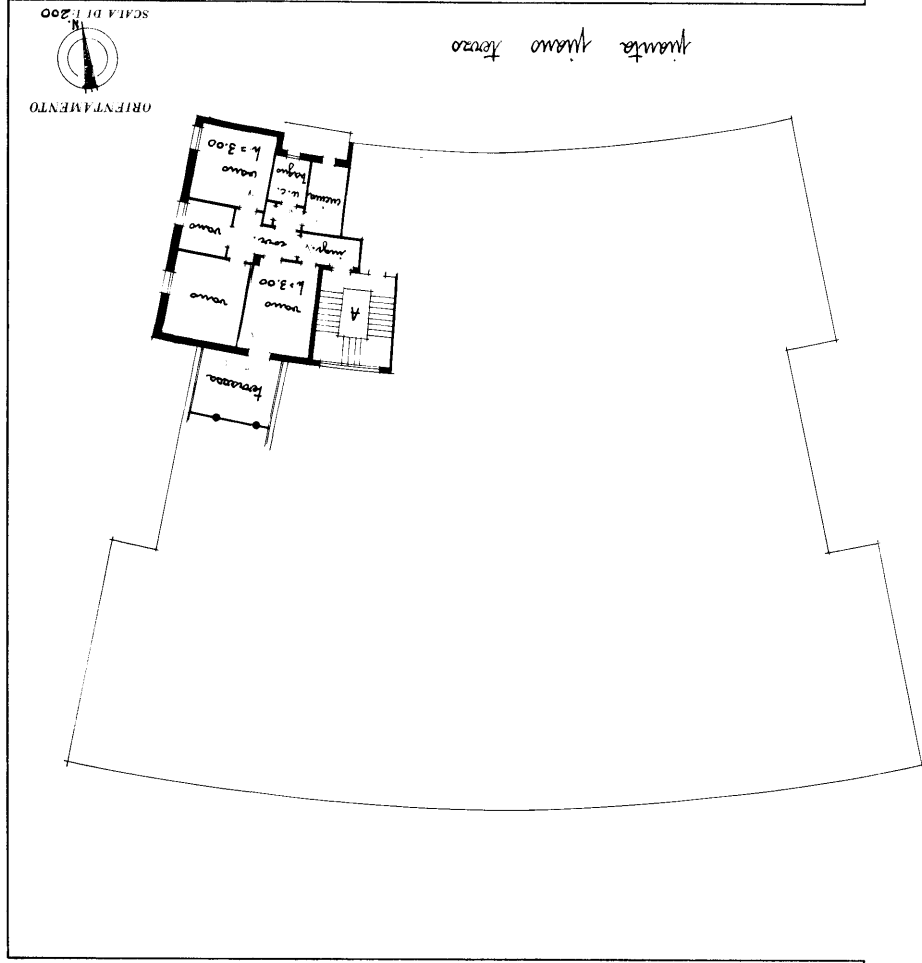 pianta piano terzo
ORIENTAMENTO
N.
SCALA DI 1:200
terrazza
vano
h=3.00
vano
A
vano
corr.
ingr.
vano
h=3.00
w.c.
bagno
cucina